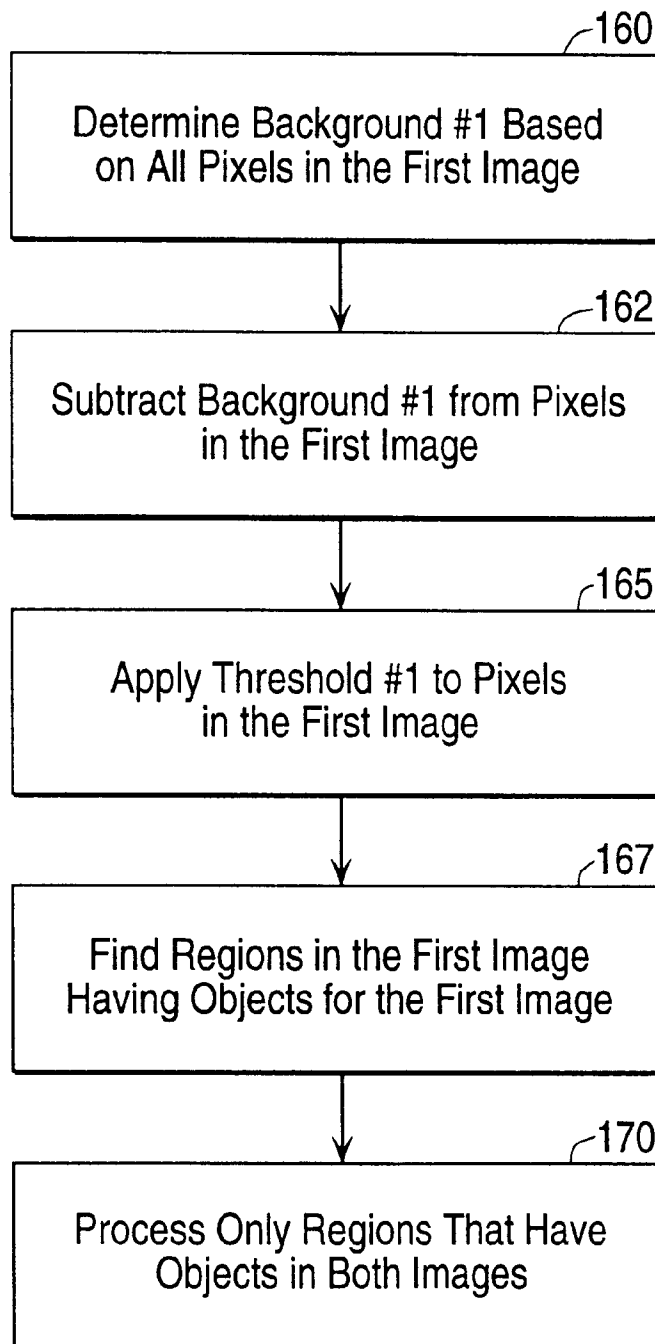 160
Determine Background #1 Based
on All Pixels in the First Image
162
Subtract Background #1 from Pixels
in the First Image
165
Apply Threshold #1 to Pixels
in the First Image
167
Find Regions in the First Image
Having Objects for the First Image
170
Process Only Regions That Have
Objects in Both Images